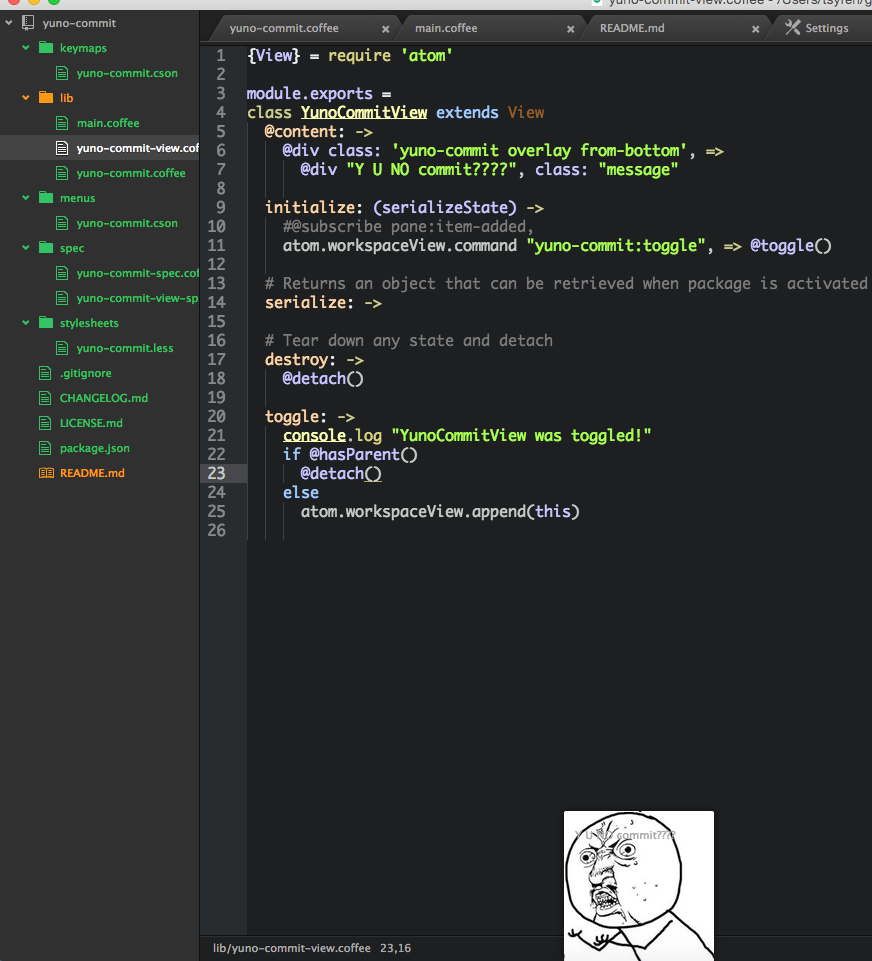 yuno-commit-view.coffee - /Users/tsyren/g
yuno-commit
keymaps
yuno-commit.cson
lib
main.coffee
yuno-commit-view.cof
yuno-commit.coffee
menus
yuno-commit.cson
spec
yuno-commit-spec.cof
yuno-commit-view-sp
stylesheets
yuno-commit.less
.gitignore
CHANGELOG.md
LICENSE.md
package.json
README.md
yuno-commit.coffee × main.coffee × README.md × Settings
1 {View} = require 'atom'
2
3 module.exports =
4 class YunoCommitView extends View
5 @content: ->
6 @div class: 'yuno-commit overlay from-bottom', =>
7 @div "Y U NO commit????", class: "message"
8
9 initialize: (serializeState) ->
10 #@subscribe pane:item-added,
11 atom.workspaceView.command "yuno-commit:toggle", => @toggle()
12
13 # Returns an object that can be retrieved when package is activated
14 serialize: ->
15
16 # Tear down any state and detach
17 destroy: ->
18 @detach()
19
20 toggle: ->
21 console.log "YunoCommitView was toggled!"
22 if @hasParent()
23 @detach()
24 else
25 atom.workspaceView.append(this)
26
Y U NO commit????
lib/yuno-commit-view.coffee 23,16